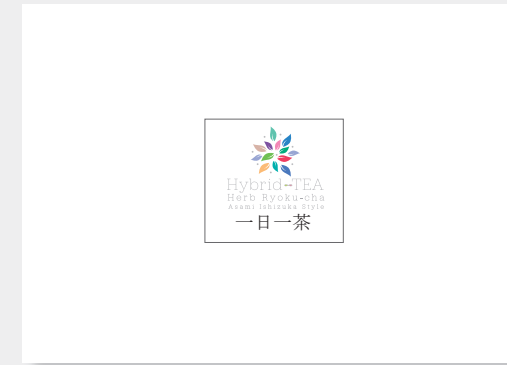 Hybrid-TEA
Herb Ryoku-cha
Asami Ishizuka Style
一日一茶